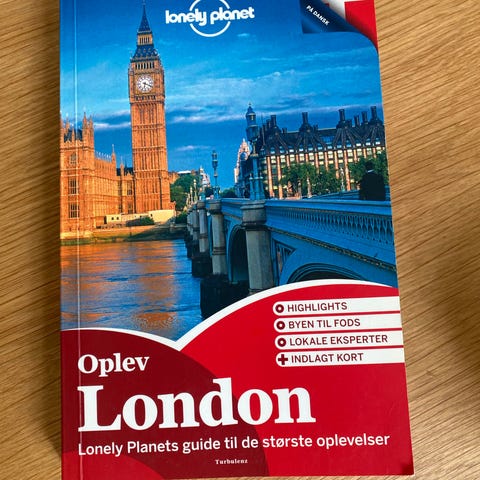 lonely planet
PÅ DANSK
HIGHLIGHTS
BYEN TIL FODS
LOKALE EKSPERTER
INDLAGT KORT
Oplev
London
Lonely Planets guide til de største oplevelser
Turbulenz